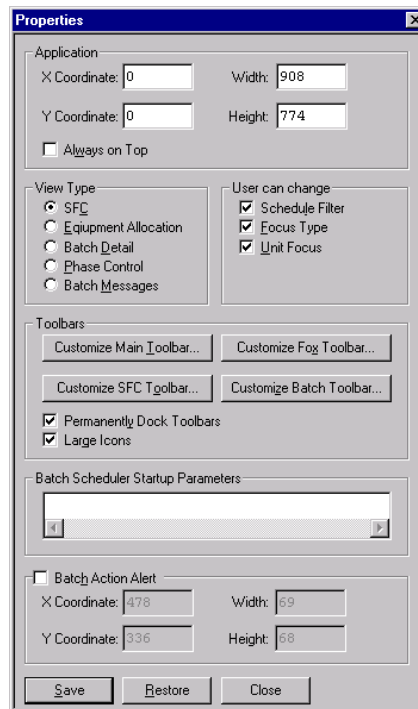 Properties
Application
X Coordinate: 0 Width: 908
Y Coordinate: 0 Height: 774
Always on Top
View Type User can change
SFC Schedule Filter
Eqiupment Allocation Focus Type
Batch Detail Unit Focus
Phase Control
Batch Messages
Toolbars
Customize Main Toolbar... Customize Fox Toolbar...
Customize SFC Toolbar... Customize Batch Toolbar...
Permanently Dock Toolbars
Large Icons
Batch Scheduler Startup Parameters
Batch Action Alert
X Coordinate: 478 Width: 69
Y Coordinate: 336 Height: 68
Save Restore Close